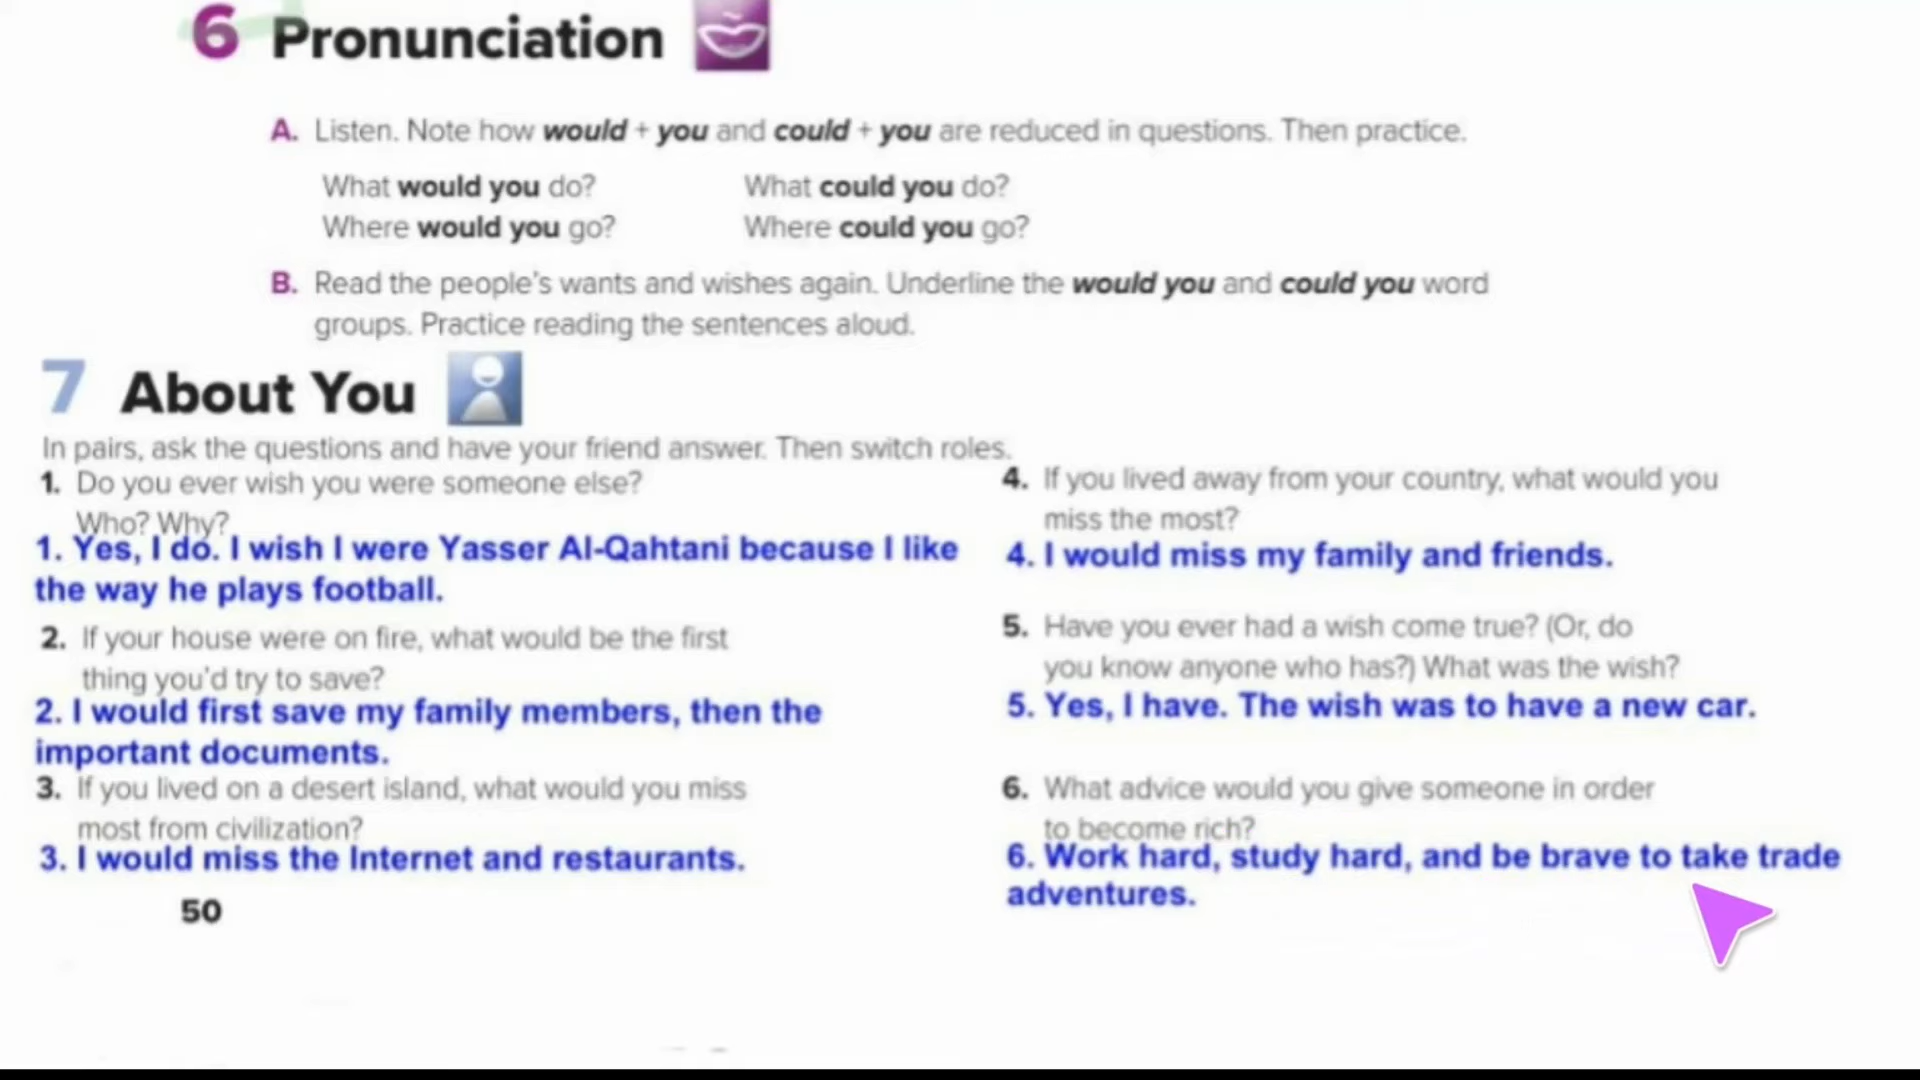 6 Pronunciation
A. Listen. Note how would + you and could + you are reduced in questions. Then practice.
What would you do? What could you do?
Where would you go? Where could you go?
B. Read the people's wants and wishes again. Underline the would you and could you word
groups. Practice reading the sentences aloud.
7 About You
In pairs, ask the questions and have your friend answer. Then switch roles.
1. Do you ever wish you were someone else?
Who? Why?
1. Yes, I do. I wish I were Yasser Al-Qahtani because I like
the way he plays football.
2. If your house were on fire, what would be the first
thing you'd try to save?
2. I would first save my family members, then the
important documents.
3. If you lived on a desert island, what would you miss
most from civilization?
3. I would miss the Internet and restaurants.
4. If you lived away from your country, what would you
miss the most?
4. I would miss my family and friends.
5. Have you ever had a wish come true? (Or, do
you know anyone who has?) What was the wish?
5. Yes, I have. The wish was to have a new car.
6. What advice would you give someone in order
to become rich?
6. Work hard, study hard, and be brave to take trade
adventures.
50